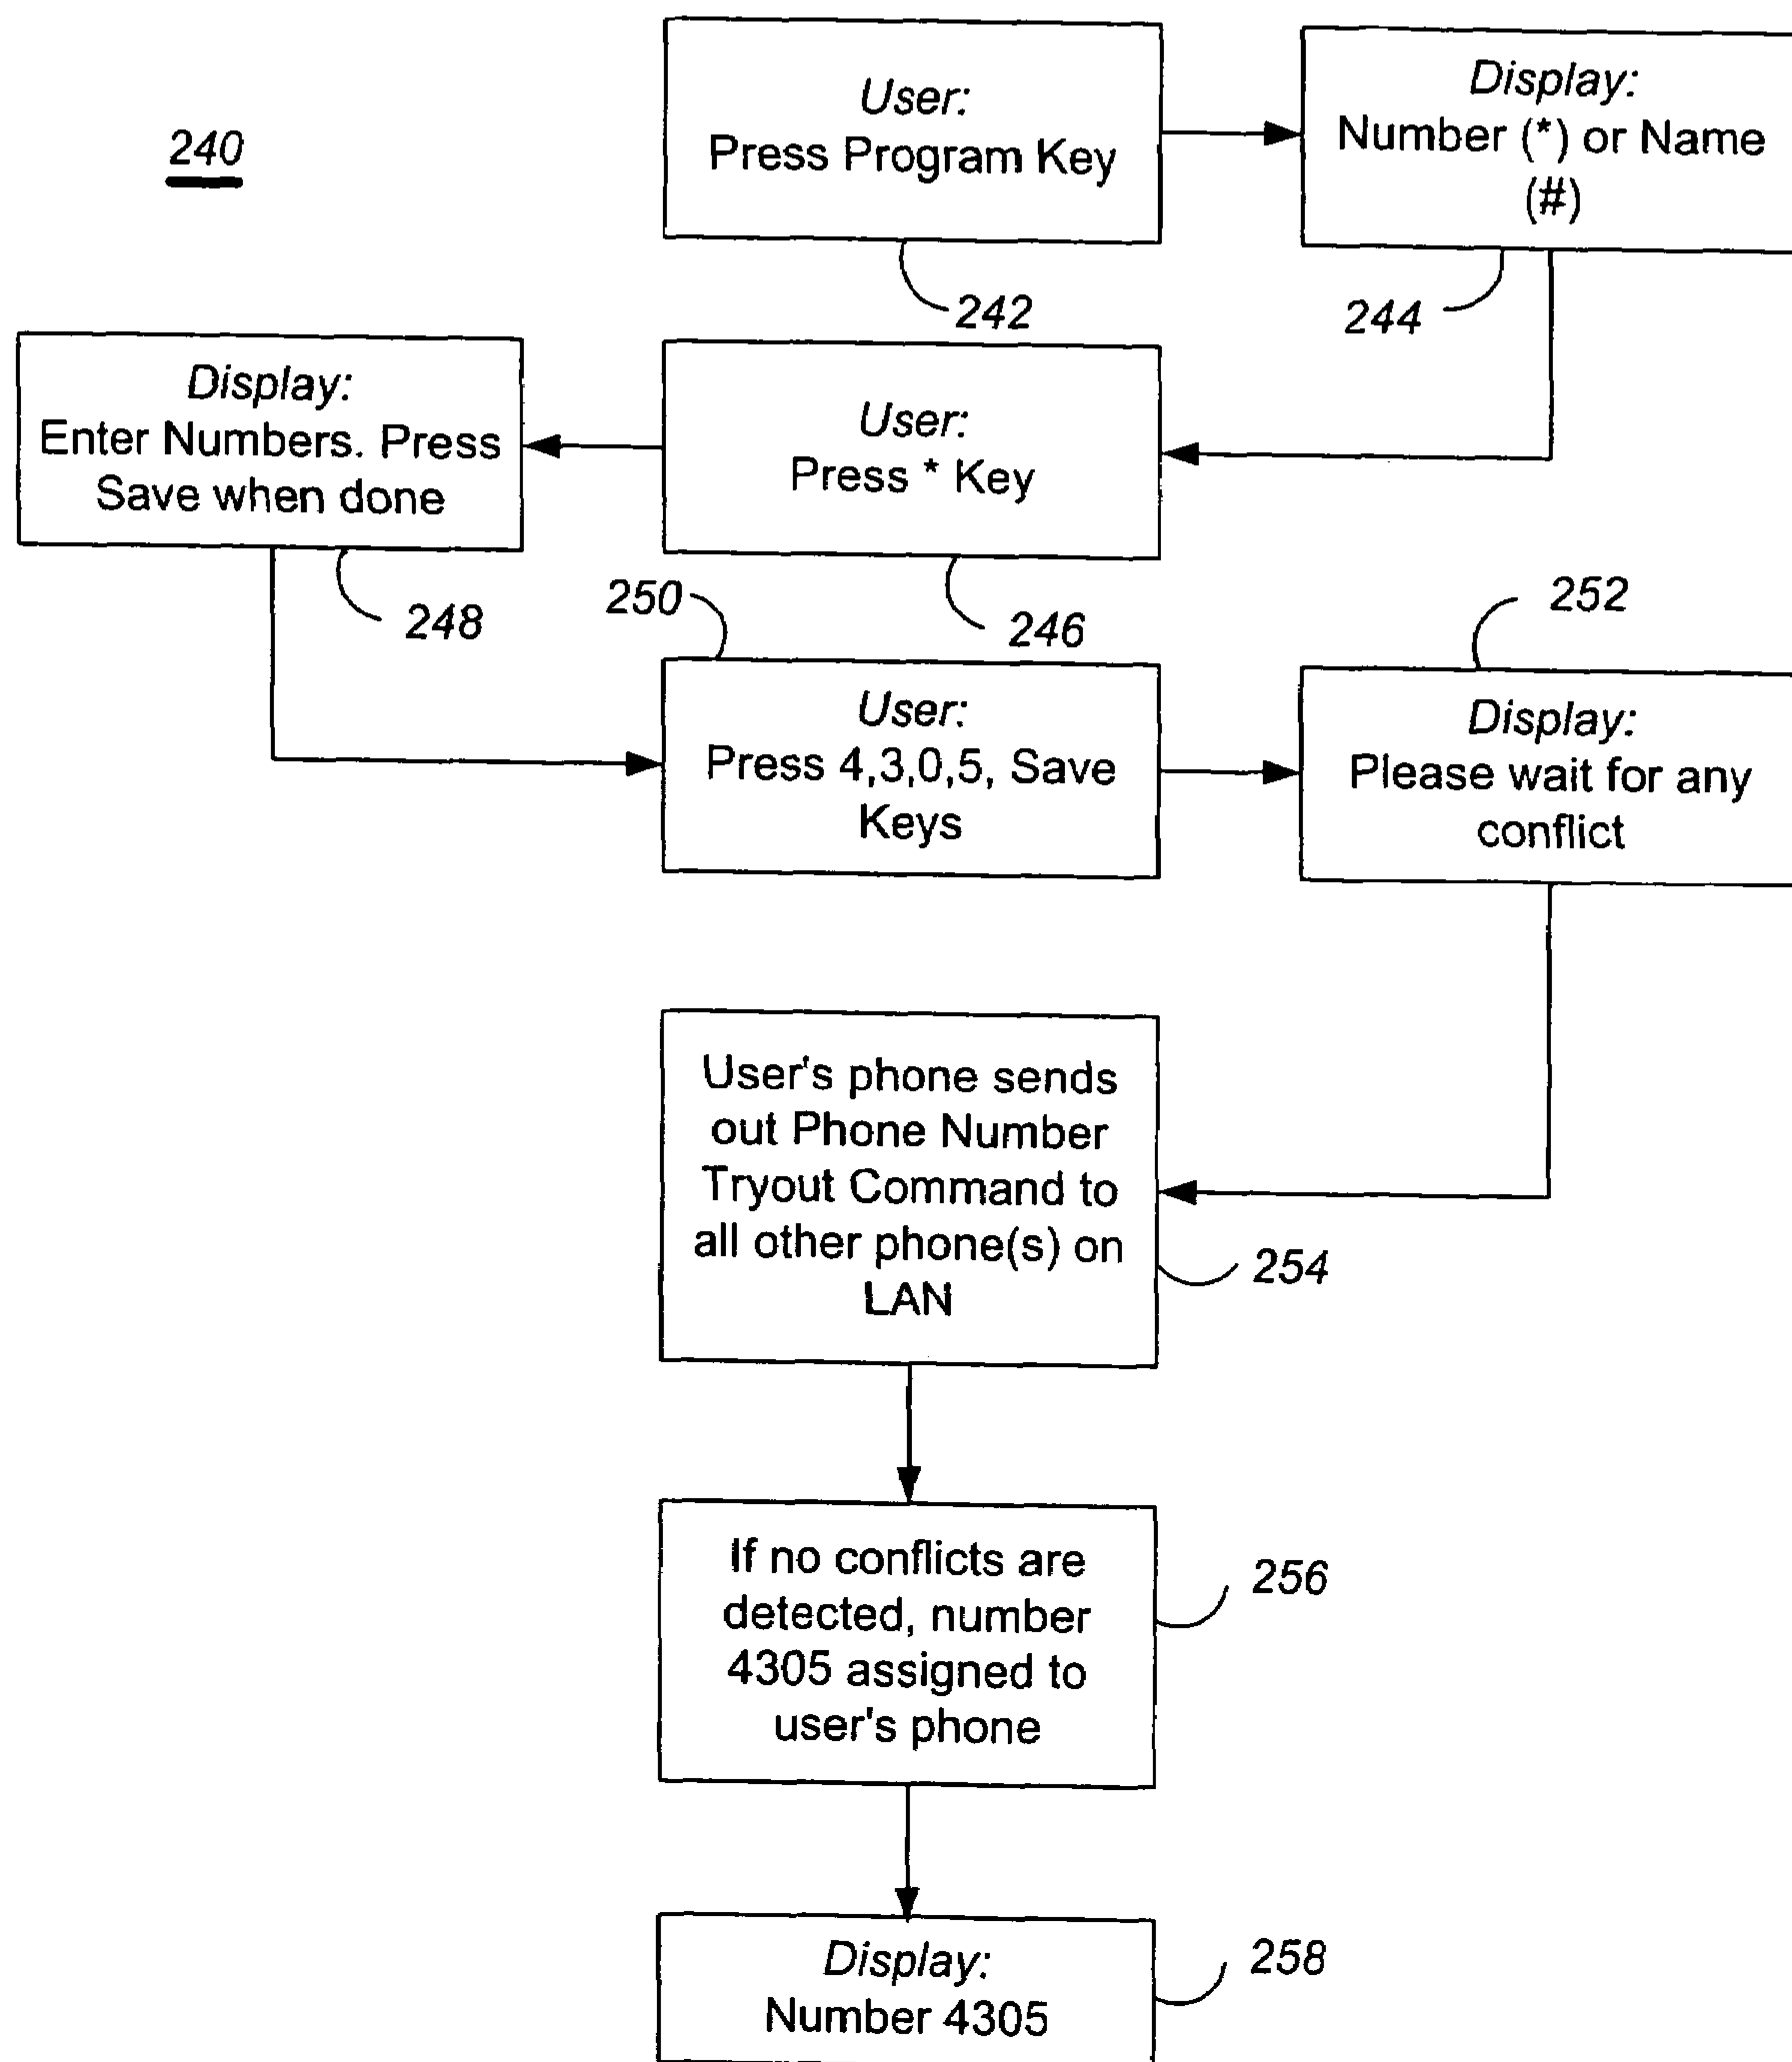 240
User:
Press Program Key
242
Display:
Number (*) or Name
(#)
244
User:
Press * Key
246
Display:
Enter Numbers. Press
Save when done
248
250
User:
Press 4,3,0,5, Save
Keys
252
Display:
Please wait for any
conflict
User's phone sends
out Phone Number
Tryout Command to
all other phone(s) on
LAN
254
If no conflicts are
detected, number
4305 assigned to
user's phone
256
Display:
Number 4305
258